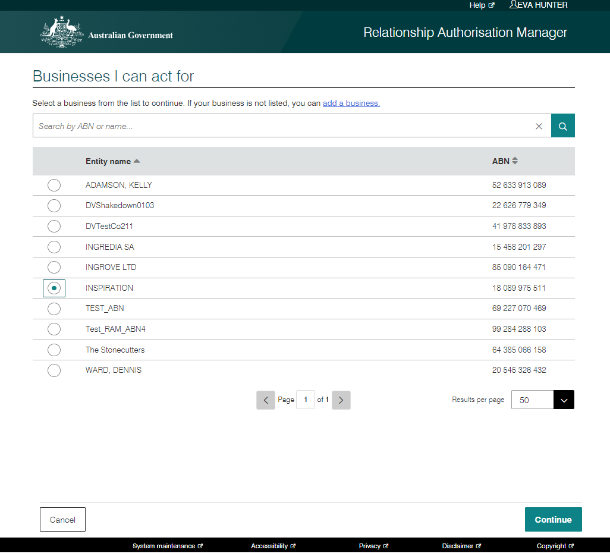 Help
EVA HUNTER
Australian Government
Relationship Authorisation Manager
Businesses I can act for
Select a business from the list to continue. If your business is not listed, you can add a business.
Search by ABN or name...
Entity name ABN
ADAMSON, KELLY 52 633 913 089
DVShakedown0103 22 626 779 349
DVTestCo211 41 978 833 893
INGREDIA SA 15 458 201 297
INGROVE LTD 85 090 164 471
INSPIRATION 18 089 975 511
TEST_ABN 69 227 070 469
Test_RAM_ABN4 99 284 288 103
The Stonecutters 64 365 066 158
WARD, DENNIS 20 545 326 432
Page 1 of 1 Results per page 50
Cancel Continue
System maintenance Accessibility Privacy Disclaimer Copyright